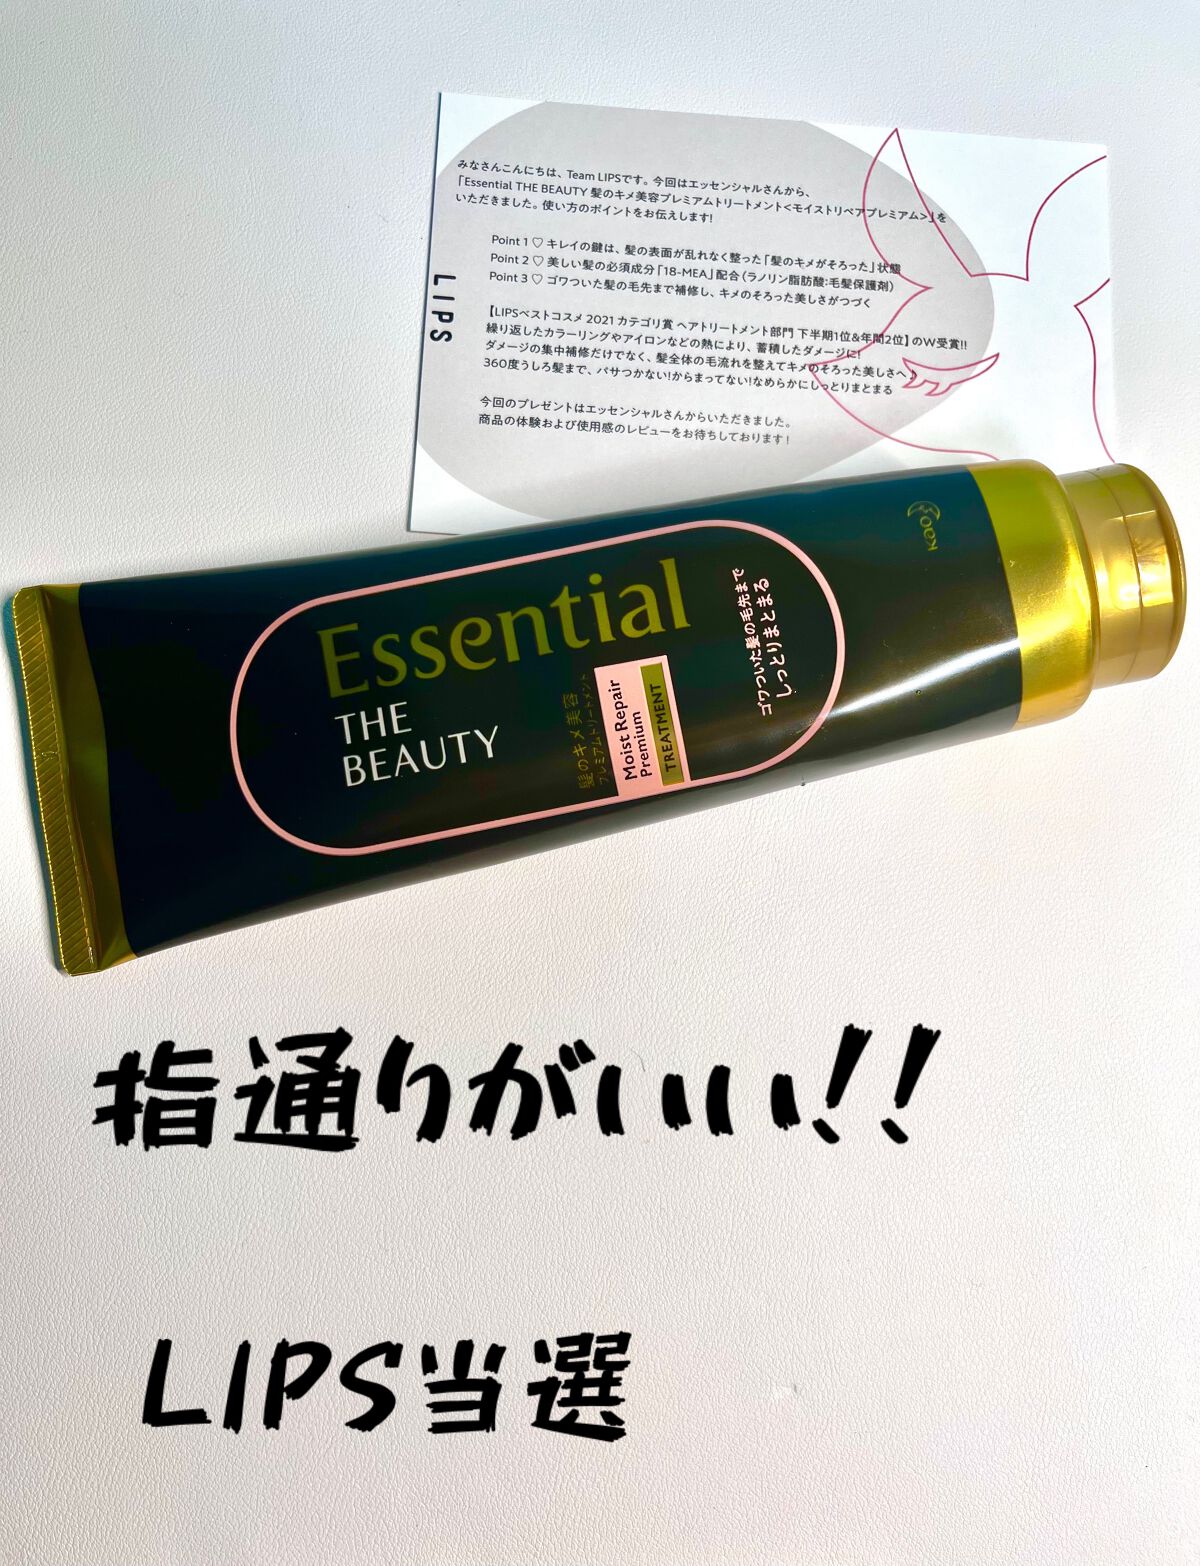 みなさんこんにちは、Team LIPSです。今回はエッセンシャルさんから、
「Essential THE BEAUTY 髪のキメ美容プレミアムトリートメント<モイストリペアプレミアム>」を
いただきました。使い方のポイントをお伝えします!
Point 1 ♡ キレイの鍵は、髪の表面が乱れなく整った「髪のキメがそろった」状態
Point 2 ♡ 美しい髪の必須成分「18-MEA」配合（ラノリン脂肪酸:毛髪保護剤）
Point 3 ♡ ゴワついた髪の毛先まで補修し、キメのそろった美しさがつづく
【LIPSベストコスメ 2021 カテゴリ賞 ヘアトリートメント部門 下半期1位&年間2位】のW受賞!!
繰り返したカラーリングやアイロンなどの熱により、蓄積したダメージに!
ダメージの集中補修だけでなく、髪全体の毛流れを整えてキメのそろった美しさへ♪
360度うしろ髪まで、パサつかない!からまってない!なめらかにしっとりまとまる
今回のプレゼントはエッセンシャルさんからいただきました。
商品の体験および使用感のレビューをお待ちしております!
LIPS
Kao
Essential
THE
BEAUTY
髪のキメ美容
プレミアムトリートメント
Moist Repair
Premium
TREATMENT
ゴワついた髪の毛先まで
しっとりまとまる
指通りがいい!!
LIPS当選